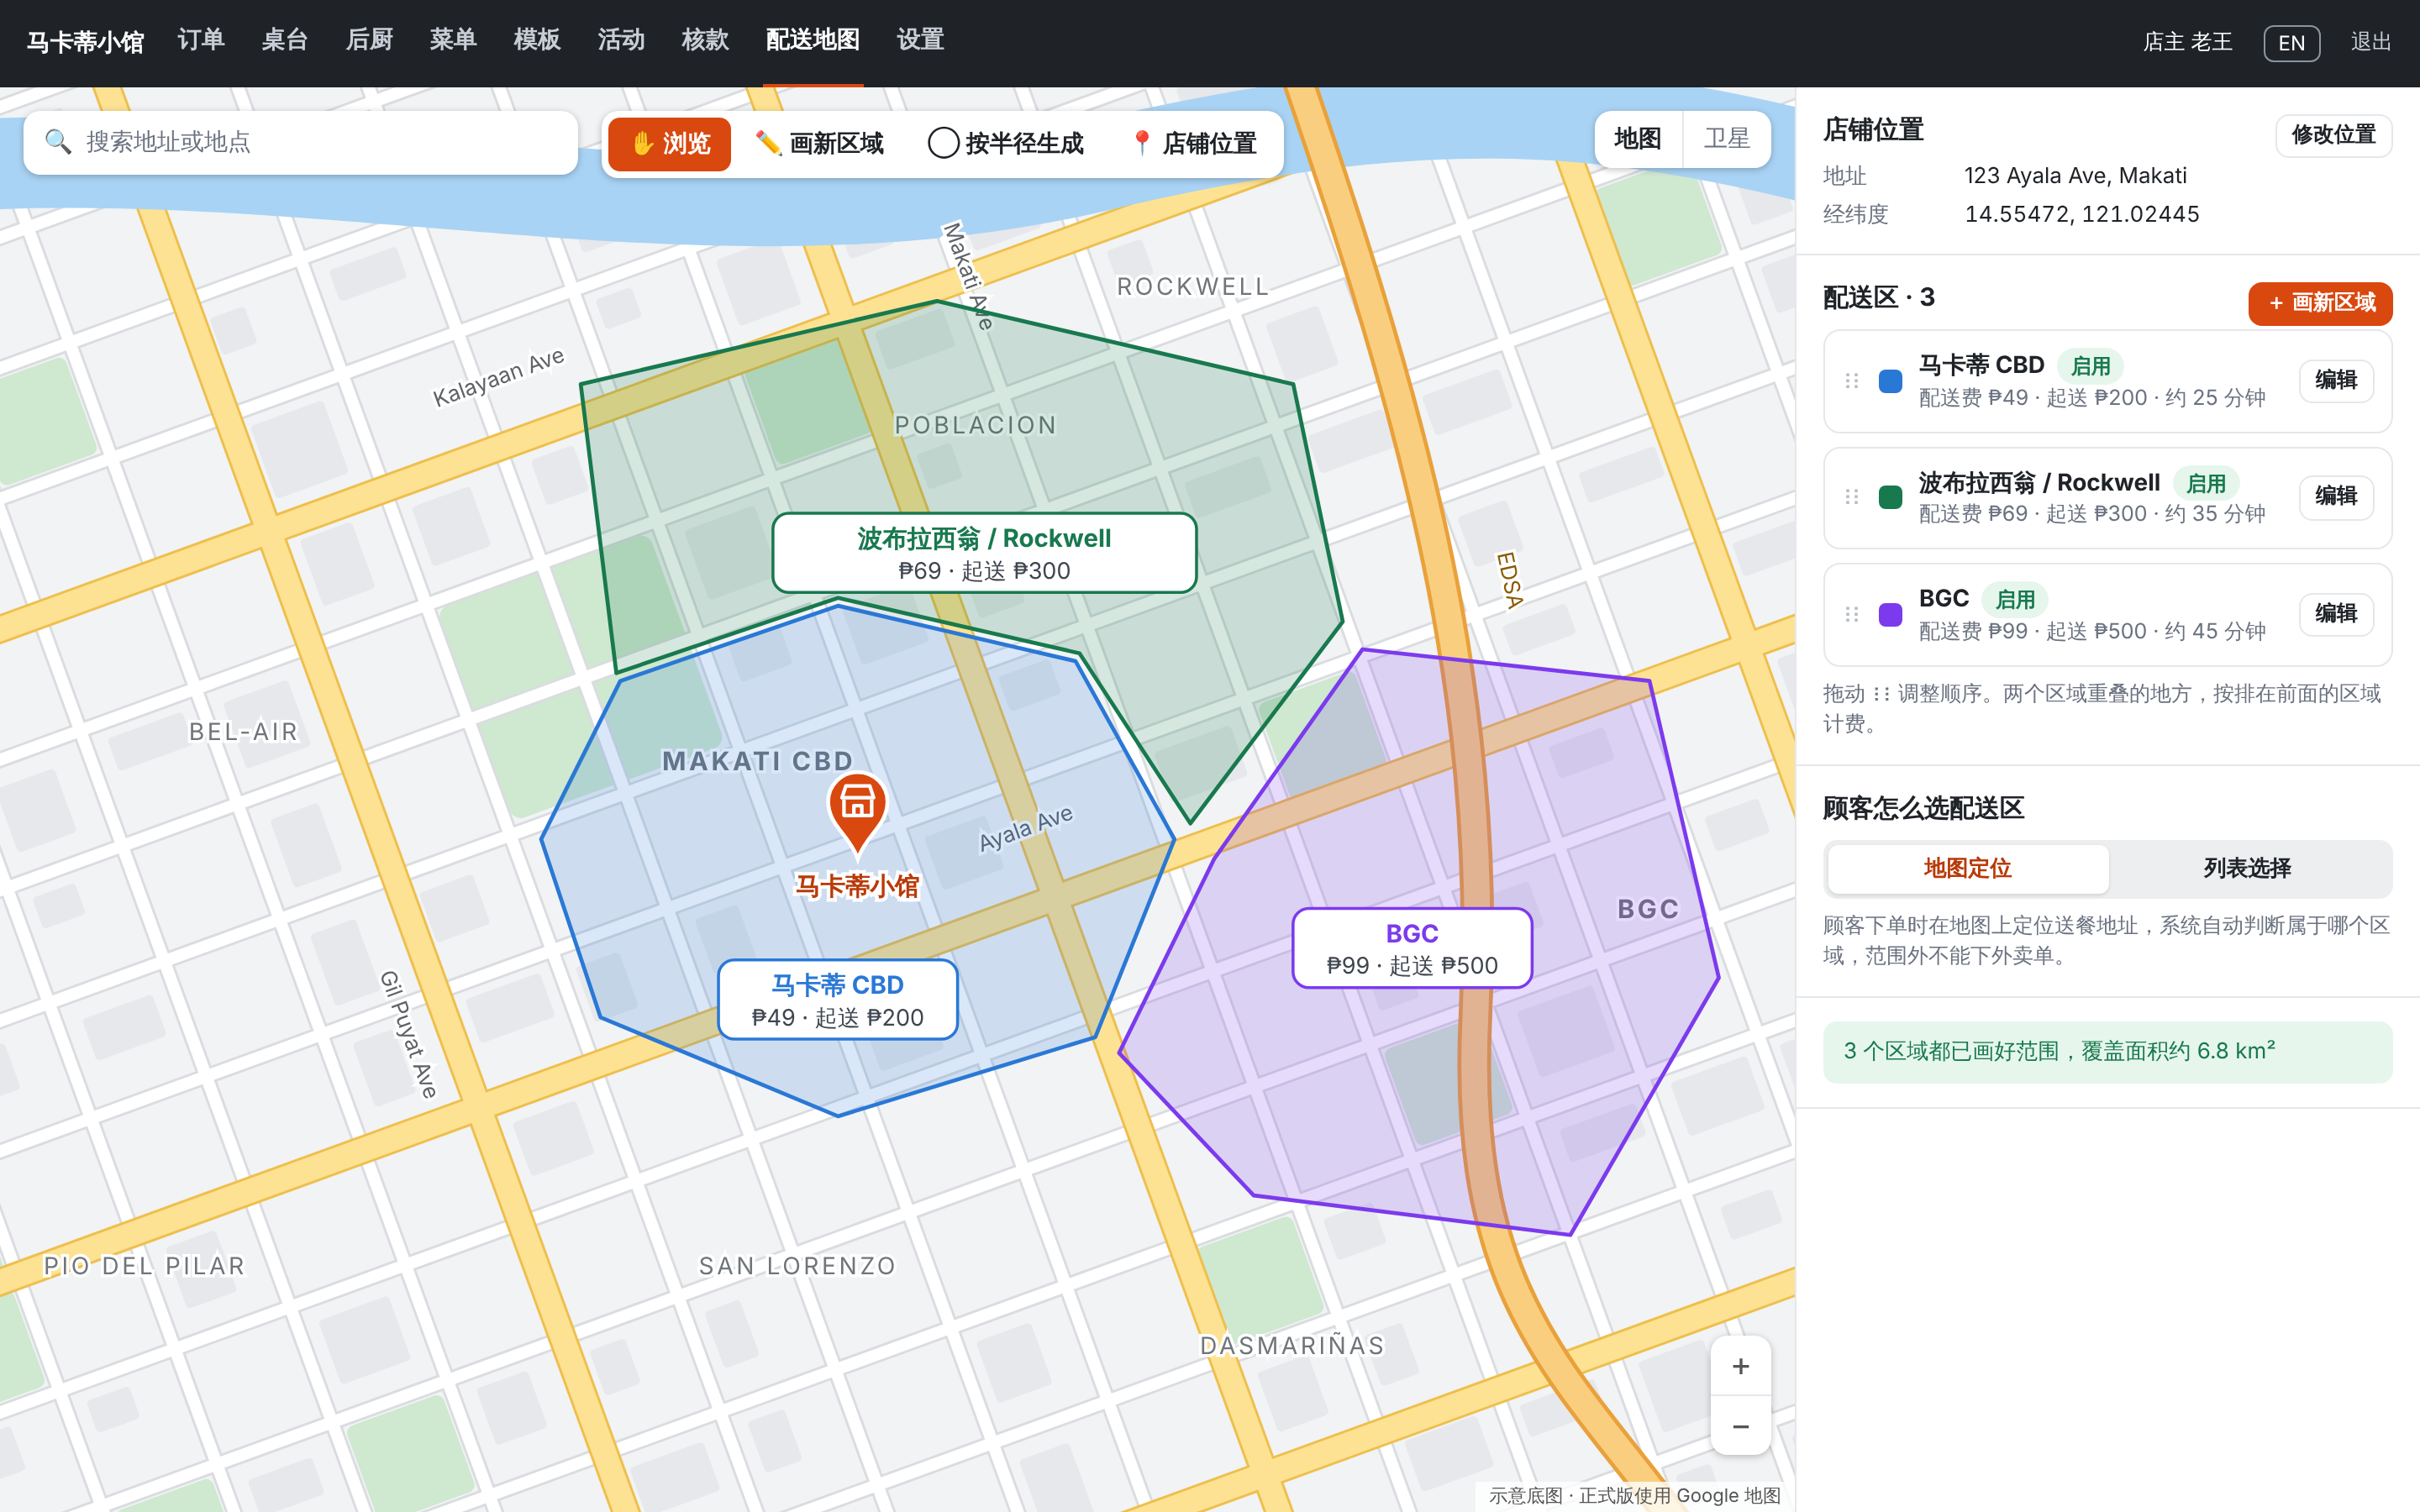 马卡蒂小馆 订单 桌台 后厨 菜单 模板 活动 核款 配送地图 设置 店主 老王 EN 退出
搜索地址或地点
浏览 画新区域 按半径生成 店铺位置
地图 卫星
Makati Ave
ROCKWELL
Kalayaan Ave
POBLACION
波布拉西翁 / Rockwell
₱69 · 起送 ₱300
EDSA
BEL-AIR
MAKATI CBD
Ayala Ave
马卡蒂小馆
BGC
BGC
₱99 · 起送 ₱500
马卡蒂 CBD
₱49 · 起送 ₱200
Gil Puyat Ave
PIO DEL PILAR
SAN LORENZO
DASMARIÑAS
+
−
示意底图 · 正式版使用 Google 地图
店铺位置
修改位置
地址 123 Ayala Ave, Makati
经纬度 14.55472, 121.02445
配送区 · 3
+ 画新区域
马卡蒂 CBD 启用
配送费 ₱49 · 起送 ₱200 · 约 25 分钟
编辑
波布拉西翁 / Rockwell 启用
配送费 ₱69 · 起送 ₱300 · 约 35 分钟
编辑
BGC 启用
配送费 ₱99 · 起送 ₱500 · 约 45 分钟
编辑
拖动 ⁝⁝ 调整顺序。两个区域重叠的地方，按排在前面的区域
计费。
顾客怎么选配送区
地图定位 列表选择
顾客下单时在地图上定位送餐地址，系统自动判断属于哪个区
域，范围外不能下外卖单。
3 个区域都已画好范围，覆盖面积约 6.8 km²